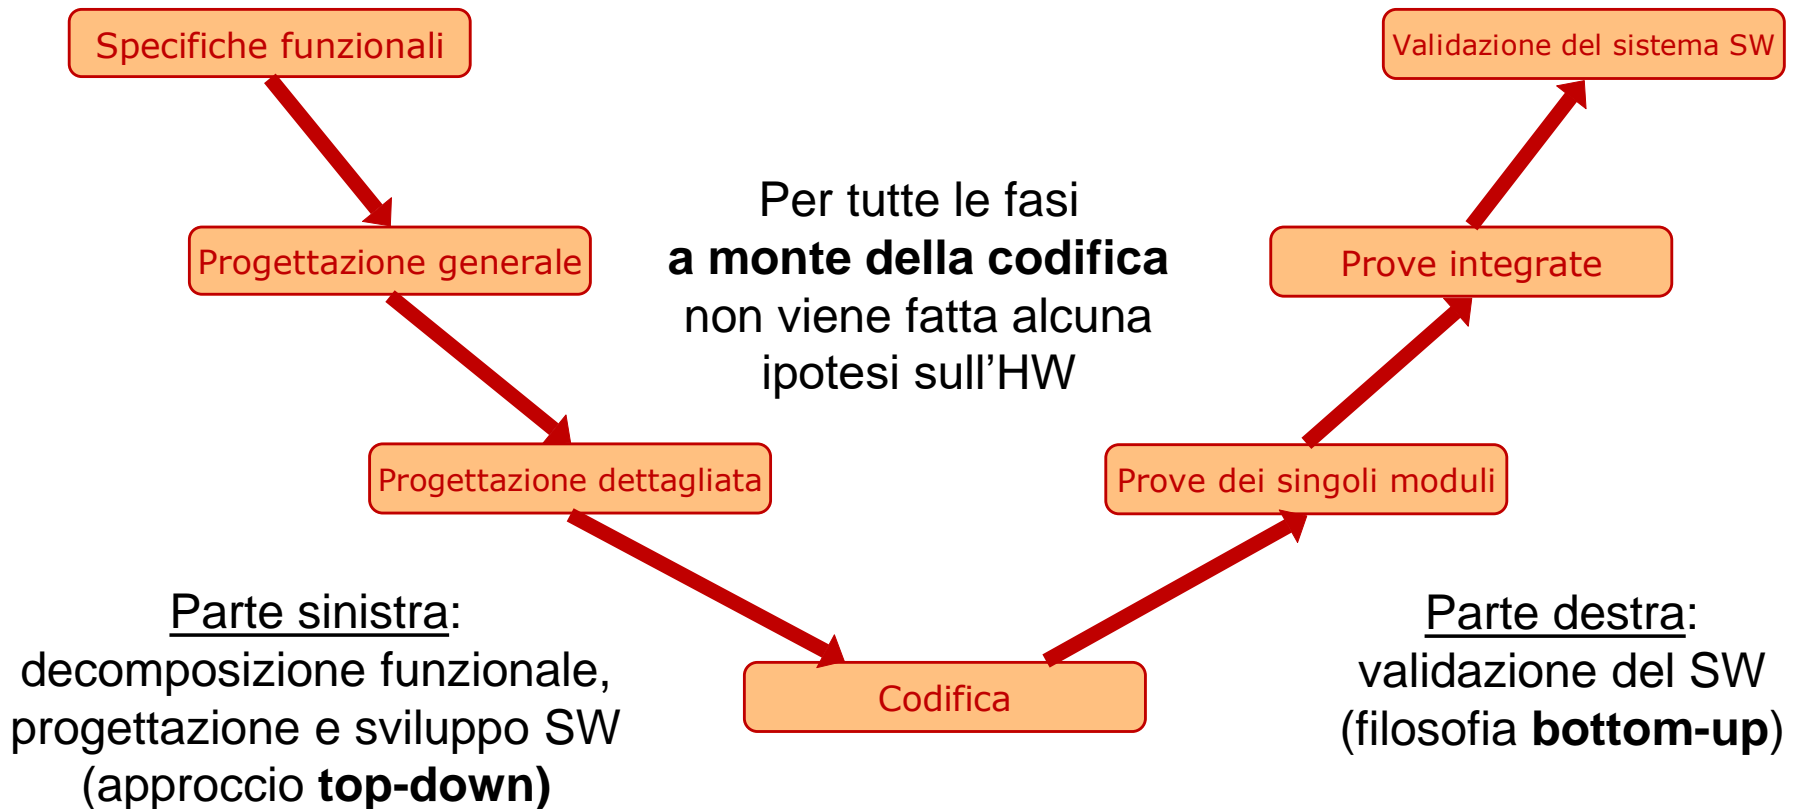 Specifiche funzionali
Validazione del sistema SW
Per tutte le fasi
a monte della codifica
non viene fatta alcuna
ipotesi sull’HW
Progettazione generale
Prove integrate
Progettazione dettagliata
Prove dei singoli moduli
Parte sinistra:
decomposizione funzionale,
progettazione e sviluppo SW
(approccio top-down)
Codifica
Parte destra:
validazione del SW
(filosofia bottom-up)